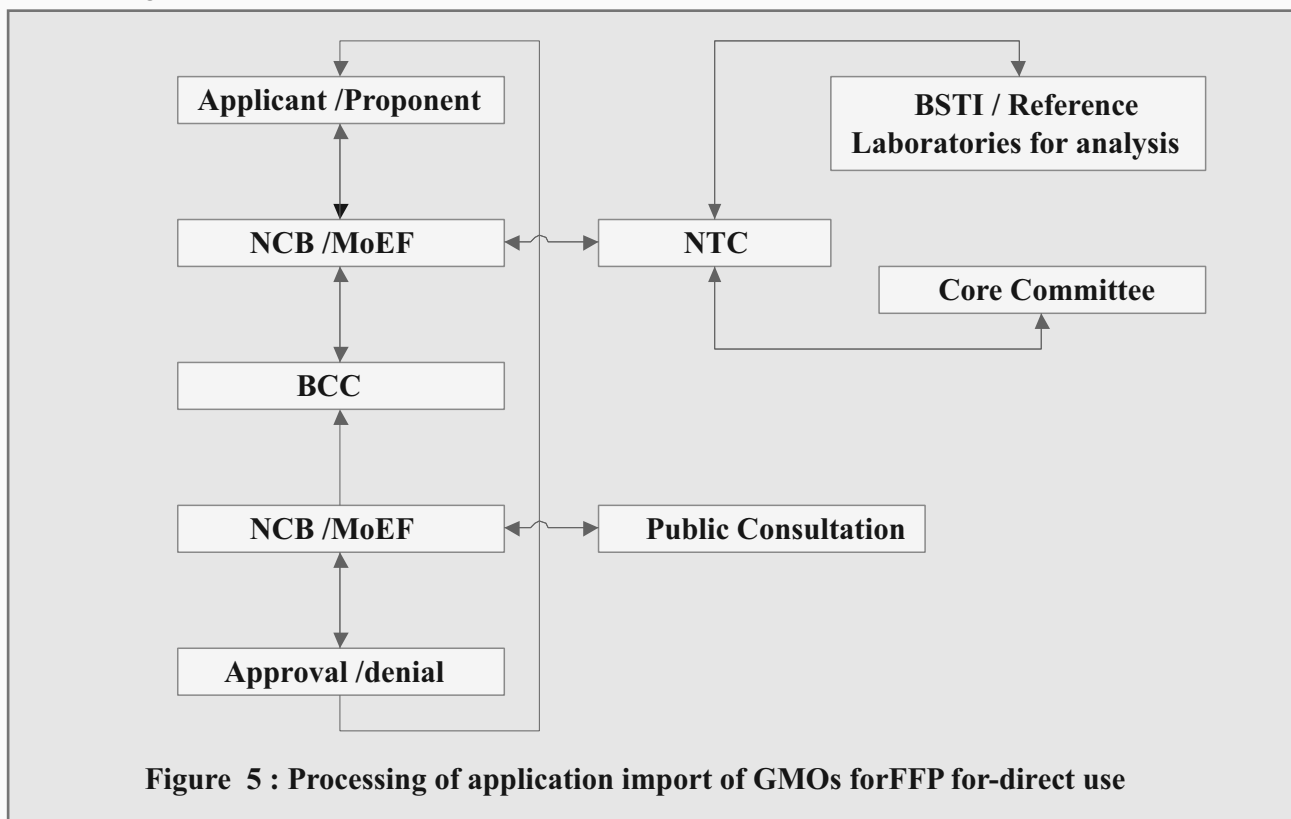 Applicant /Proponent
BSTI / Reference
Laboratories for analysis
NCB /MoEF
NTC
Core Committee
BCC
NCB /MoEF
Public Consultation
Approval /denial
Figure 5 : Processing of application import of GMOs forFFP for-direct use